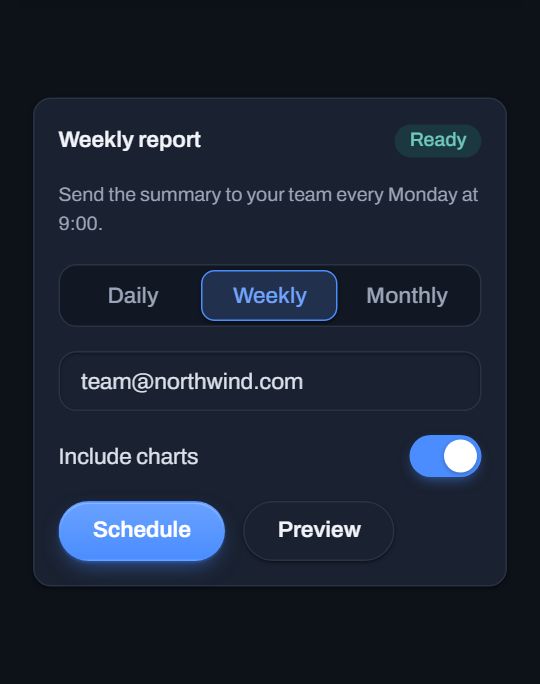 Weekly report
Ready
Send the summary to your team every Monday at
9:00.
Daily
Weekly
Monthly
team@northwind.com
Include charts
Schedule
Preview